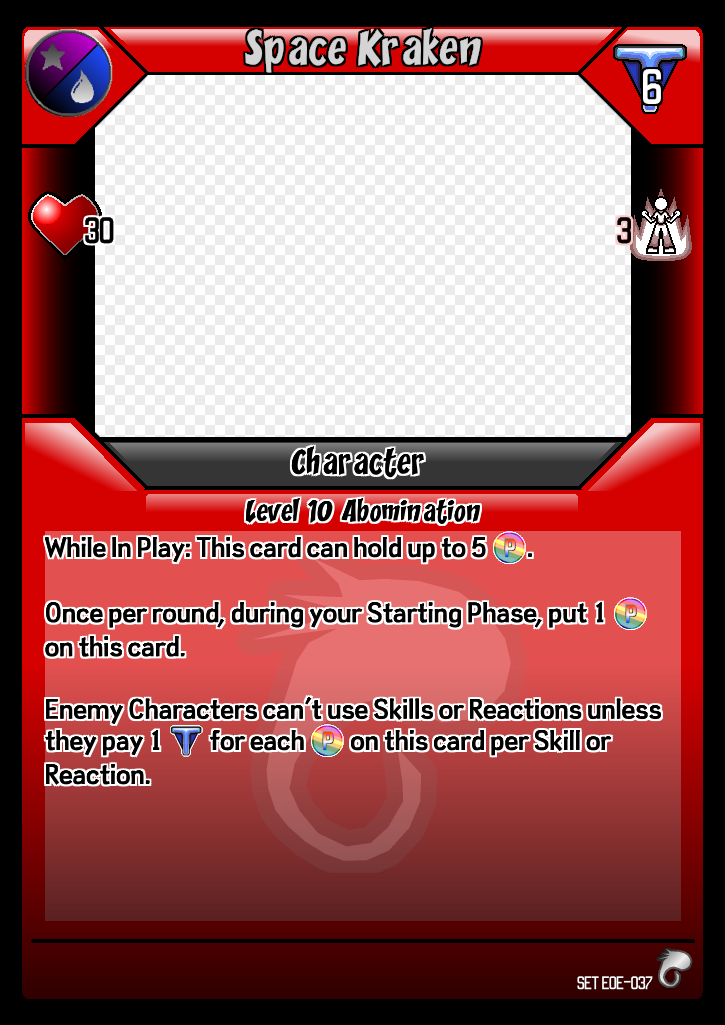 Space Kraken
6
30
3
Character
Level 10 Abomination
While In Play: This card can hold up to 5 P.
Once per round, during your Starting Phase, put 1 P
on this card.
Enemy Characters can't use Skills or Reactions unless
they pay 1 T for each P on this card per Skill or
Reaction.
SET EOE-037